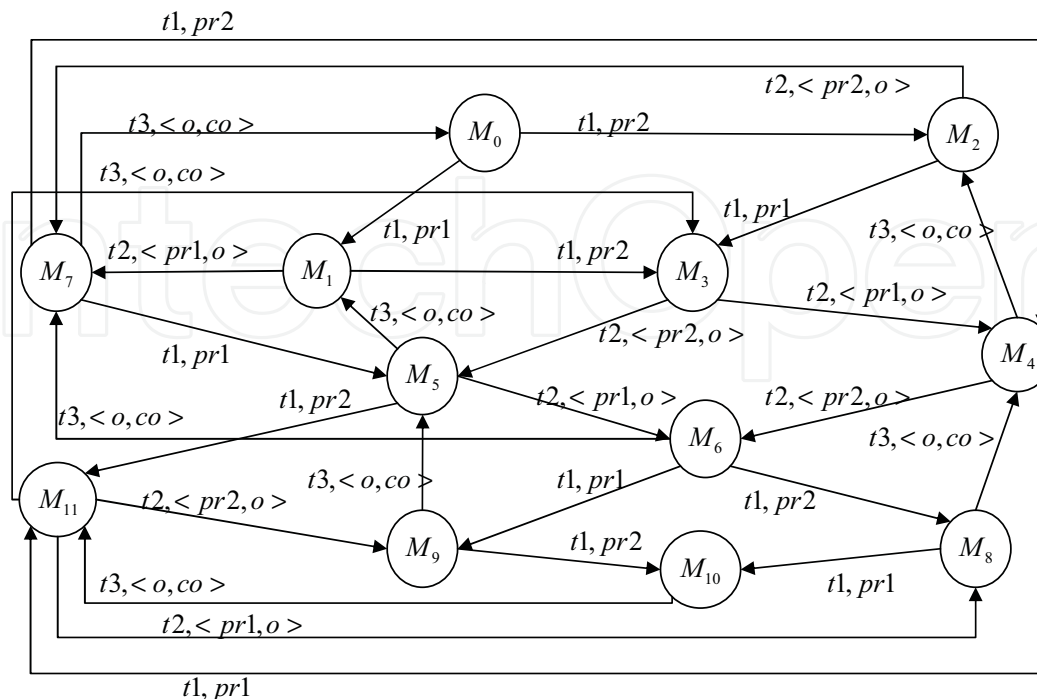 t1, pr2
t2, < pr2, o >
t3, < o, co >
M0
t1, pr2
M2
t3, < o, co >
t1, pr1
t1, pr1
t3, < o, co >
t2, < pr1, o >
t1, pr2
M7
M1
M3
t2, < pr1, o >
t3, < o, co >
t2, < pr2, o >
t1, pr1
M4
M5
t1, pr2
t2, < pr1, o >
t2, < pr2, o >
t3, < o, co >
M6
t3, < o, co >
t3, < o, co >
t1, pr1
t1, pr2
M11
t2, < pr2, o >
M9
t1, pr2
M10
t1, pr1
M8
t3, < o, co >
t2, < pr1, o >
t1, pr1
ntechOpen